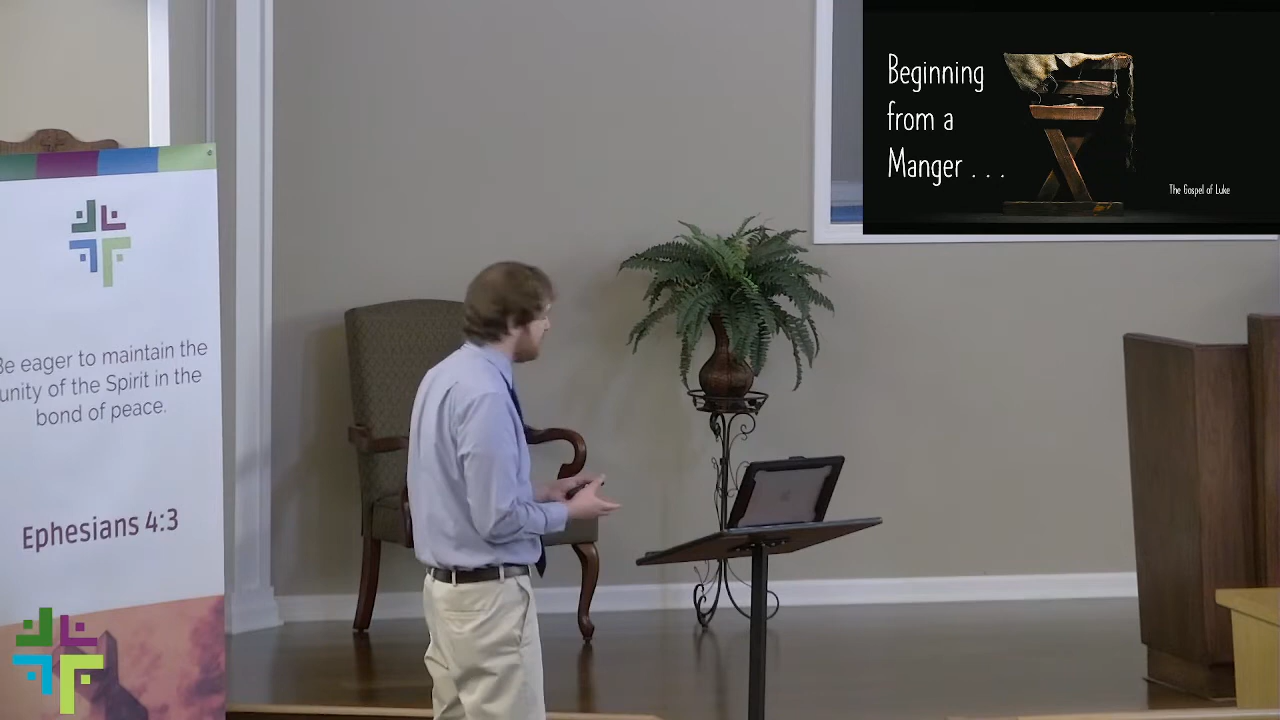 Beginning
from a
Manger . . .
The Gospel of Luke
Be eager to maintain the
unity of the Spirit in the
bond of peace.
Ephesians 4:3